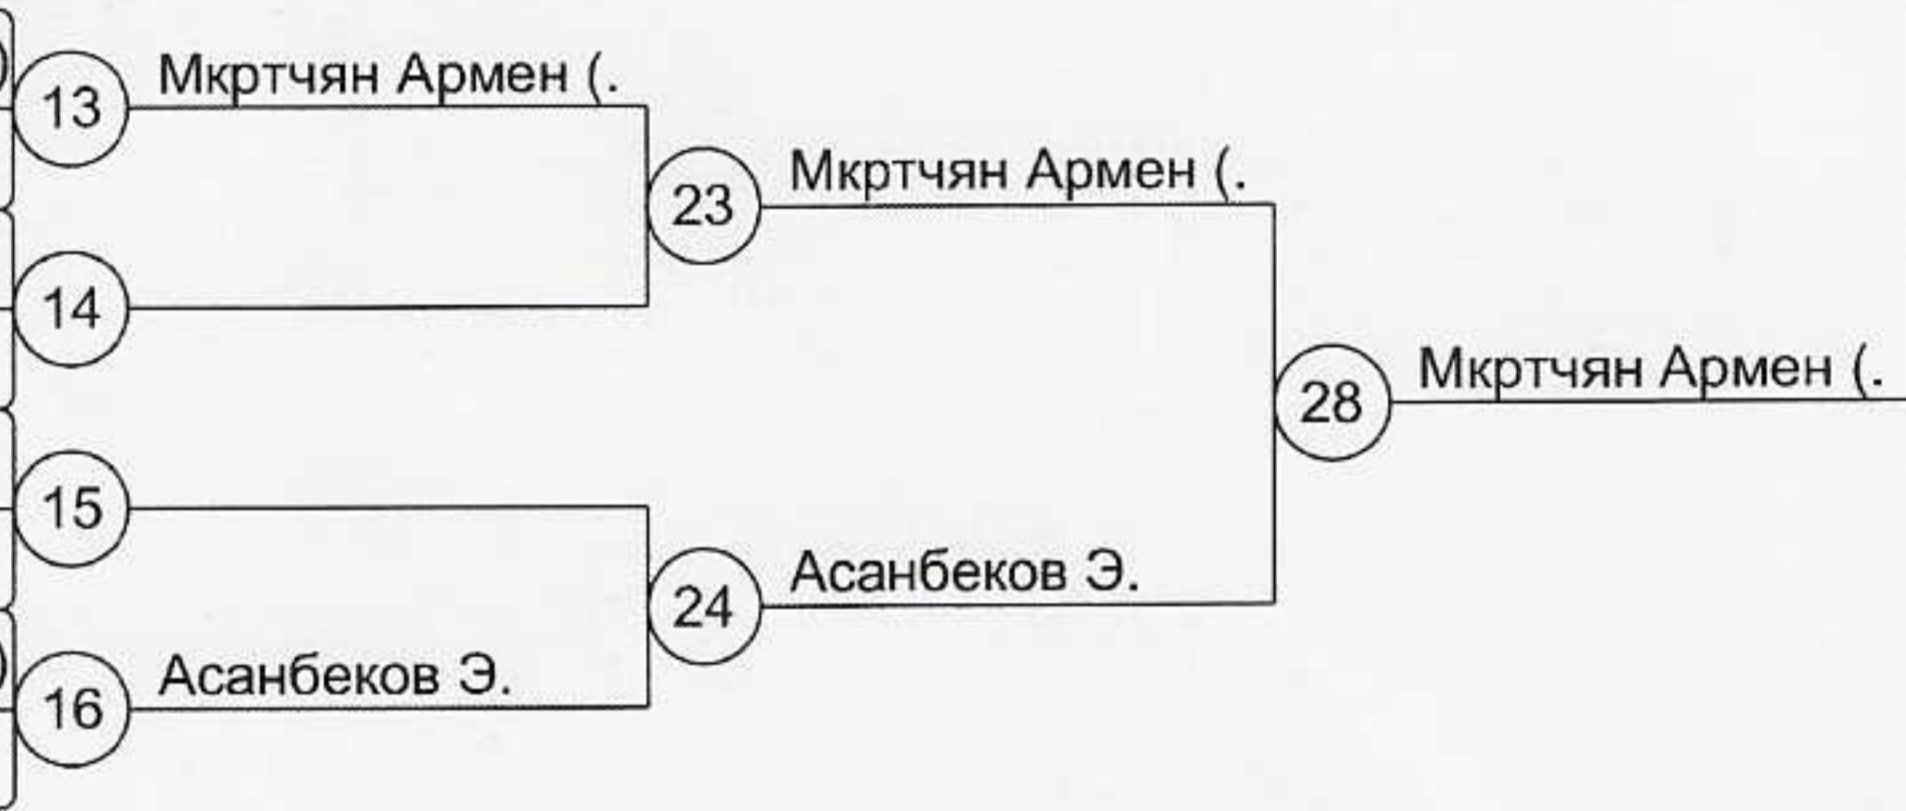 13 Мкртчян Армен (.
23 Мкртчян Армен (.
14
28 Мкртчян Армен (.
15
24 Асанбеков Э.
16 Асанбеков Э.